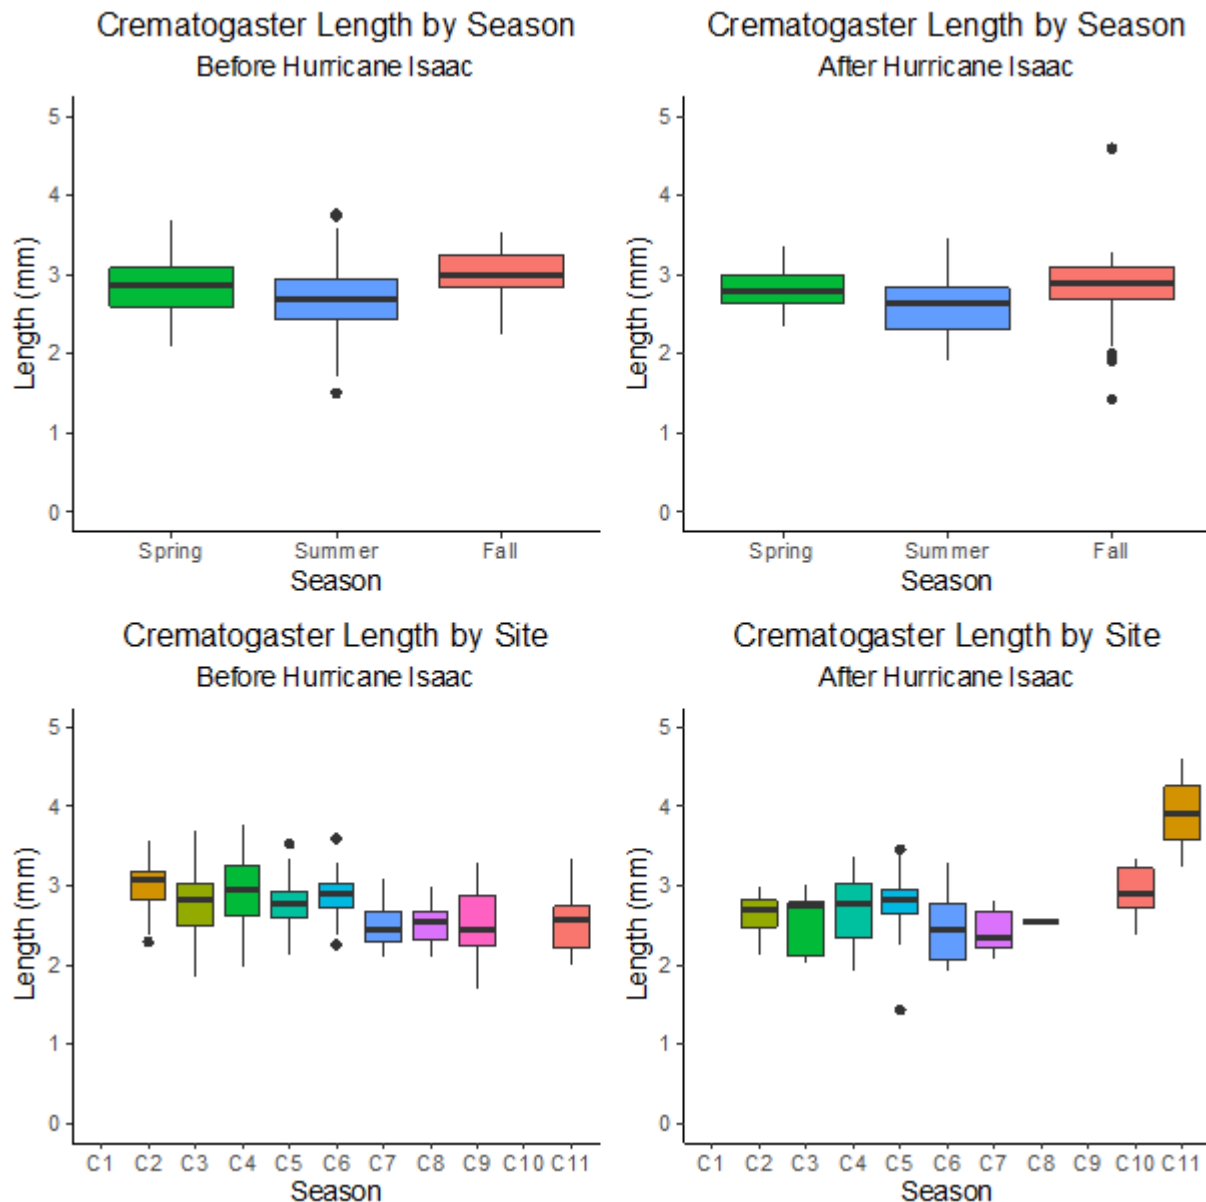 Crematogaster Length by Season
Before Hurricane Isaac
Length (mm)
5
4
3
2
1
0
Spring Summer Fall
Season
Crematogaster Length by Season
After Hurricane Isaac
Length (mm)
5
4
3
2
1
0
Spring Summer Fall
Season
Crematogaster Length by Site
Before Hurricane Isaac
Length (mm)
5
4
3
2
1
0
C1 C2 C3 C4 C5 C6 C7 C8 C9 C10 C11
Season
Crematogaster Length by Site
After Hurricane Isaac
Length (mm)
5
4
3
2
1
0
C1 C2 C3 C4 C5 C6 C7 C8 C9 C10 C11
Season